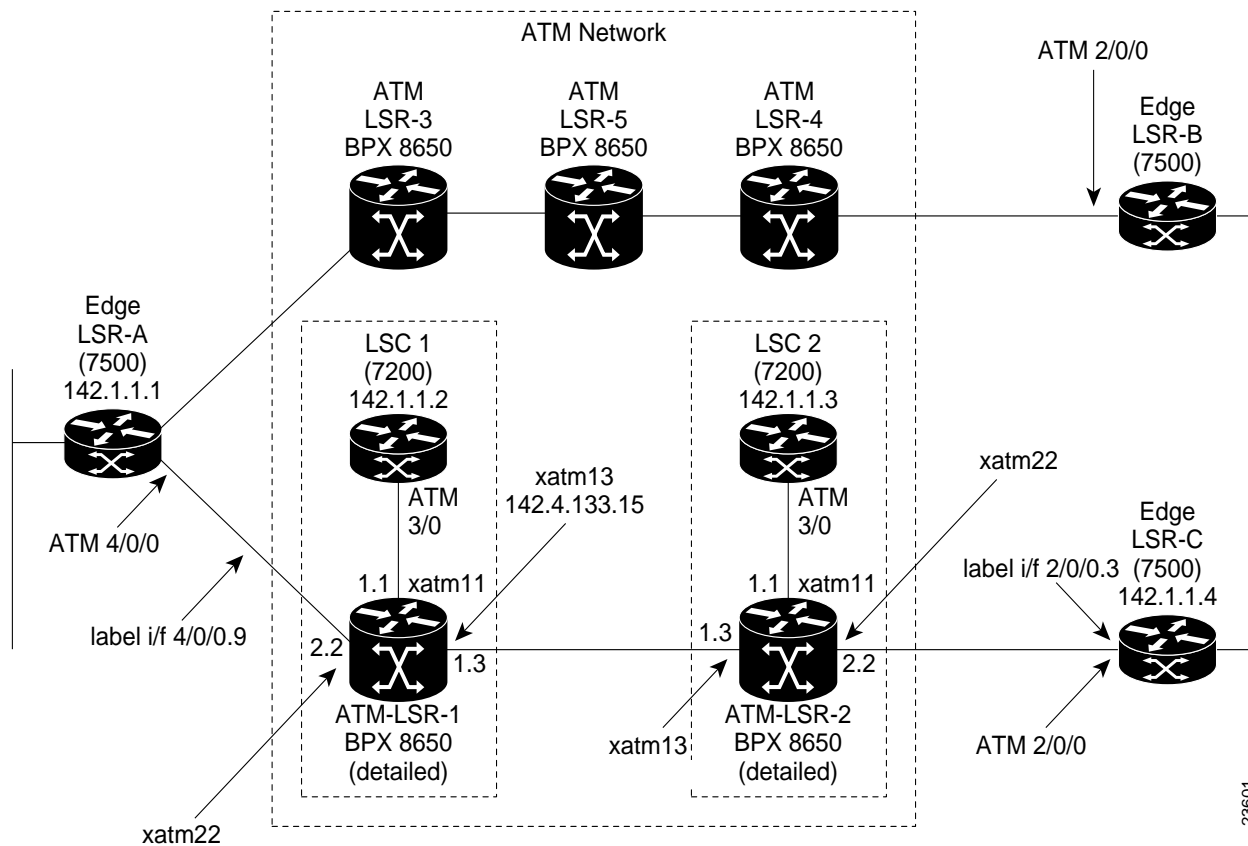 ATM Network
ATM 2/0/0
ATM
LSR-3
BPX 8650
ATM
LSR-5
BPX 8650
ATM
LSR-4
BPX 8650
Edge
LSR-B
(7500)
Edge
LSR-A
(7500)
142.1.1.1
LSC 1
(7200)
142.1.1.2
LSC 2
(7200)
142.1.1.3
ATM 4/0/0
ATM
3/0
xatm13
142.4.133.15
ATM
3/0
xatm22
Edge
LSR-C
(7500)
142.1.1.4
label i/f 2/0/0.3
label i/f 4/0/0.9
1.1
xatm11
2.2
1.3
1.1
xatm11
1.3
2.2
ATM-LSR-1
BPX 8650
(detailed)
xatm13
ATM-LSR-2
BPX 8650
(detailed)
ATM 2/0/0
xatm22
23601